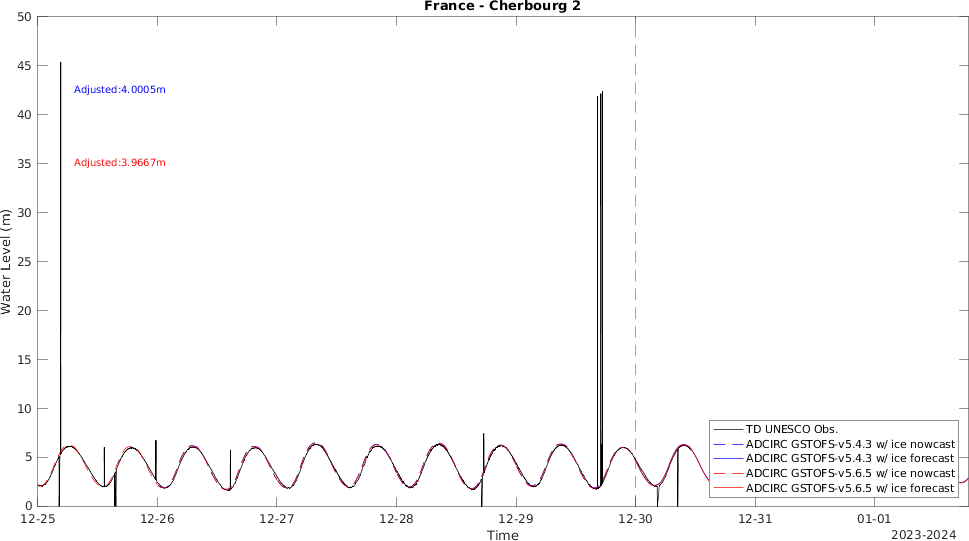 France - Cherbourg 2
50
45
40
35
30
25
20
15
10
5
0
Water Level (m)
Adjusted:4.0005m
Adjusted:3.9667m
TD UNESCO Obs.
ADCIRC GSTOFS-v5.4.3 w/ ice nowcast
ADCIRC GSTOFS-v5.4.3 w/ ice forecast
ADCIRC GSTOFS-v5.6.5 w/ ice nowcast
ADCIRC GSTOFS-v5.6.5 w/ ice forecast
12-25 12-26 12-27 12-28 12-29 12-30 12-31 01-01
Time
2023-2024